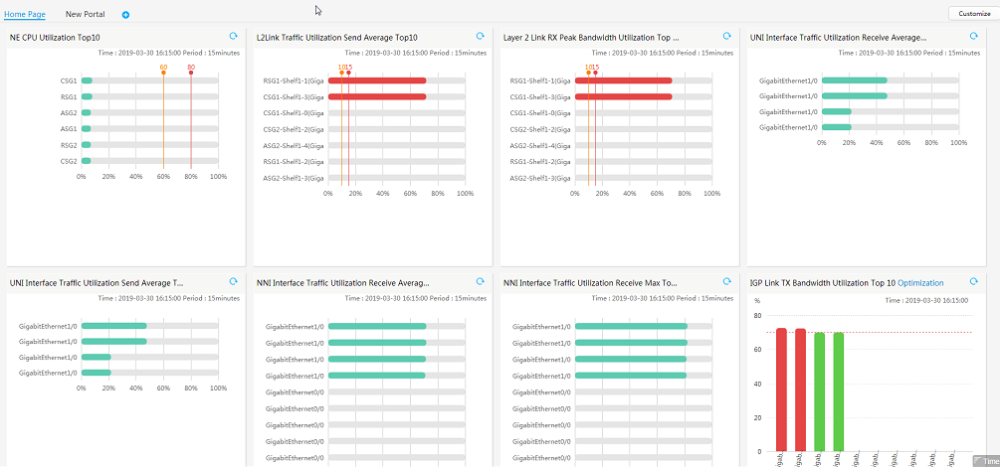 Home Page New Portal Customize
NE CPU Utilization Top10
Time : 2019-03-30 16:15:00 Period : 15minutes
60 80
CSG1
RSG1
ASG2
ASG1
RSG2
CSG2
0% 20% 40% 60% 80% 100%
L2Link Traffic Utilization Send Average Top10
Time : 2019-03-30 16:15:00 Period : 15minutes
10 15
RSG1-Shelf1-1(Giga
CSG1-Shelf1-3(Giga
CSG1-Shelf1-0(Giga
CSG2-Shelf1-2(Giga
ASG2-Shelf1-4(Giga
RSG1-Shelf1-2(Giga
ASG2-Shelf1-3(Giga
0% 20% 40% 60% 80% 100%
Layer 2 Link RX Peak Bandwidth Utilization Top ...
Time : 2019-03-30 16:15:00 Period : 15minutes
10 15
RSG1-Shelf1-1(Giga
CSG1-Shelf1-3(Giga
CSG1-Shelf1-0(Giga
CSG2-Shelf1-2(Giga
ASG2-Shelf1-4(Giga
RSG1-Shelf1-2(Giga
ASG2-Shelf1-3(Giga
0% 20% 40% 60% 80% 100%
UNI Interface Traffic Utilization Receive Average...
Time : 2019-03-30 16:15:00 Period : 15minutes
GigabitEthernet1/0
GigabitEthernet1/0
GigabitEthernet1/0
GigabitEthernet1/0
0% 20% 40% 60% 80% 100%
UNI Interface Traffic Utilization Send Average T...
Time : 2019-03-30 16:15:00 Period : 15minutes
GigabitEthernet1/0
GigabitEthernet1/0
GigabitEthernet1/0
GigabitEthernet1/0
0% 20% 40% 60% 80% 100%
NNI Interface Traffic Utilization Receive Averag...
Time : 2019-03-30 16:15:00 Period : 15minutes
GigabitEthernet1/0
GigabitEthernet1/0
GigabitEthernet1/0
GigabitEthernet1/0
GigabitEthernet0/0
GigabitEthernet0/0
GigabitEthernet0/0
GigabitEthernet0/0
GigabitEthernet0/0
NNI Interface Traffic Utilization Receive Max To...
Time : 2019-03-30 16:15:00 Period : 15minutes
GigabitEthernet1/0
GigabitEthernet1/0
GigabitEthernet1/0
GigabitEthernet1/0
GigabitEthernet0/0
GigabitEthernet0/0
GigabitEthernet0/0
GigabitEthernet0/0
GigabitEthernet0/0
IGP Link TX Bandwidth Utilization Top 10 Optimization
% Time : 2019-03-30 16:15:00
80
60
40
20
0
Time